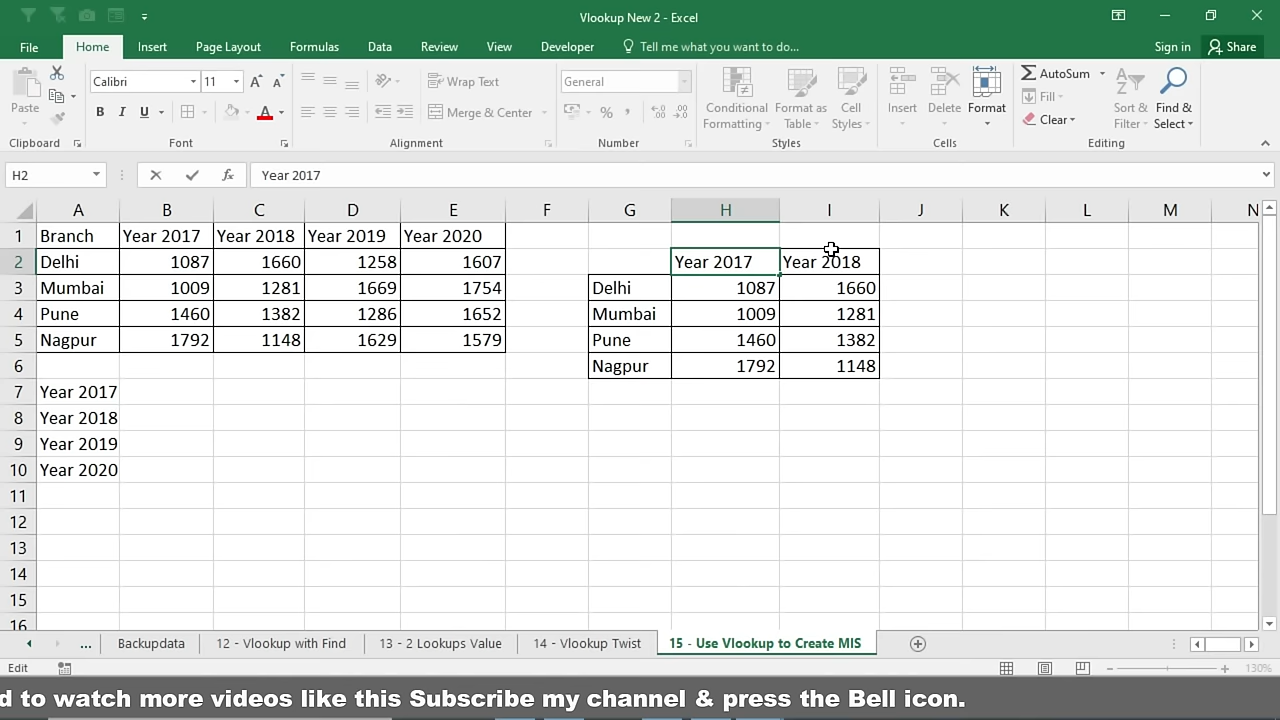 Vlookup New 2 - Excel
File Home Insert Page Layout Formulas Data Review View Developer Tell me what you want to do... Sign in Share
Paste Calibri 11 Wrap Text General Conditional Formatting Format as Table Cell Styles Insert Delete Format AutoSum Sort & Filter Find & Select
B I U A Merge & Center % , Fill Clear
Clipboard Font Alignment Number Styles Cells Editing
H2 fx Year 2017
A B C D E F G H I J K L M N
1 Branch Year 2017 Year 2018 Year 2019 Year 2020
2 Delhi 1087 1660 1258 1607 Year 2017 Year 2018
3 Mumbai 1009 1281 1669 1754 Delhi 1087 1660
4 Pune 1460 1382 1286 1652 Mumbai 1009 1281
5 Nagpur 1792 1148 1629 1579 Pune 1460 1382
6 Nagpur 1792 1148
7 Year 2017
8 Year 2018
9 Year 2019
10 Year 2020
11
12
13
14
15
16
... Backupdata 12 - Vlookup with Find 13 - 2 Lookups Value 14 - Vlookup Twist 15 - Use Vlookup to Create MIS
Edit 130%
d to watch more videos like this Subscribe my channel & press the Bell icon.